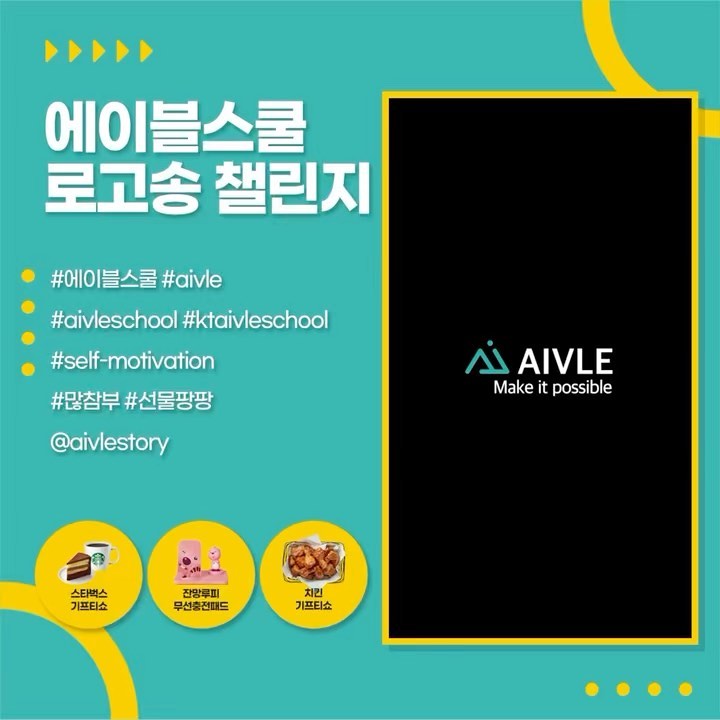 에이블스쿨
로고송 챌린지
#에이블스쿨 #aivle
#aivleschool #ktaivleschool
#self-motivation
#많참부 #선물팡팡
@aivlestory
스타벅스
기프티쇼
잔망루피
무선충전패드
치킨
기프티쇼
AIVLE
Make it possible